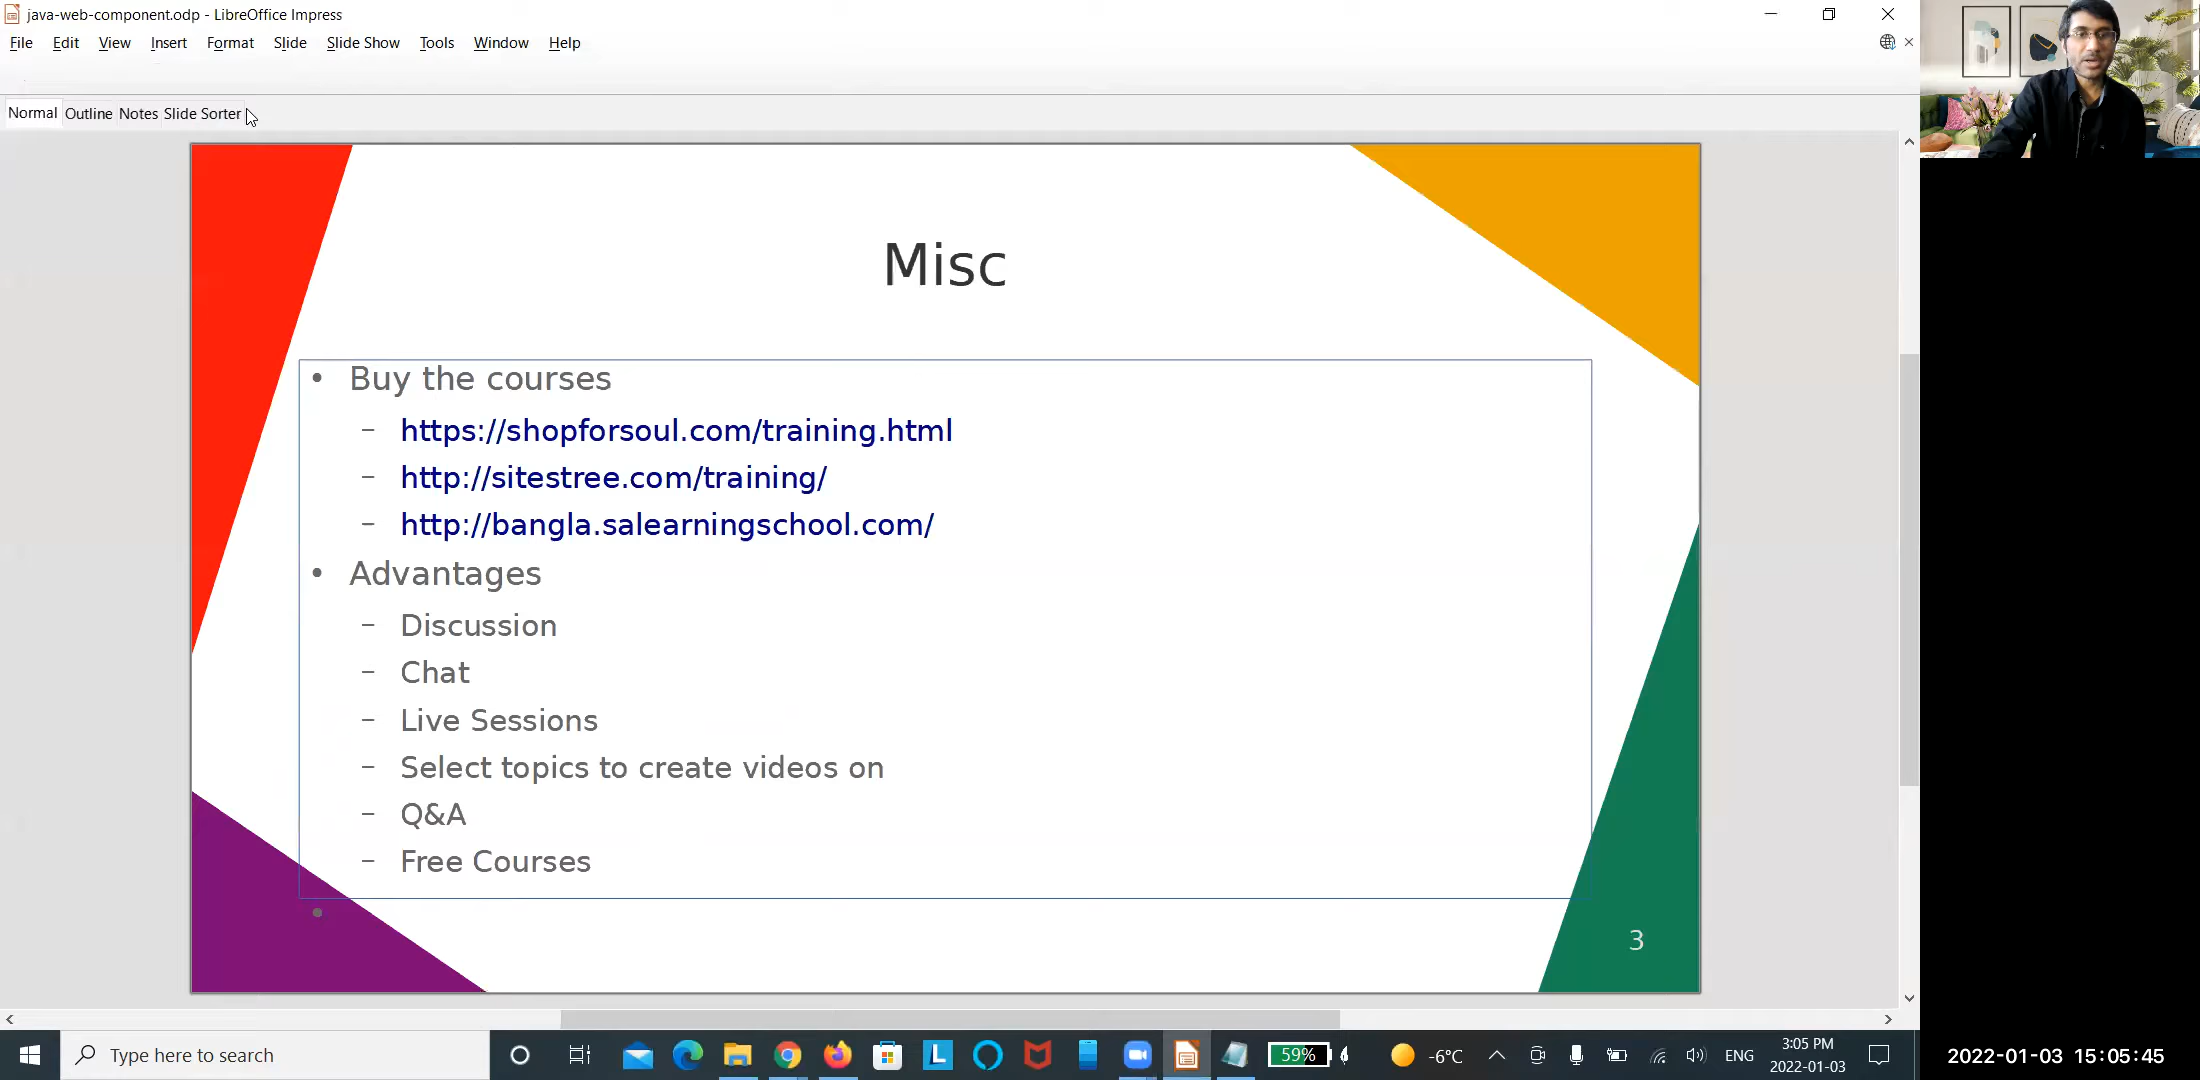 java-web-component.odp - LibreOffice Impress
File Edit View Insert Format Slide Slide Show Tools Window Help
Normal Outline Notes Slide Sorter
Misc
• Buy the courses
– https://shopforsoul.com/training.html
– http://sitestree.com/training/
– http://bangla.salearningschool.com/
• Advantages
– Discussion
– Chat
– Live Sessions
– Select topics to create videos on
– Q&A
– Free Courses
•
3
Type here to search
L
59%
-6°C
ENG
3:05 PM
2022-01-03
2022-01-03 15:05:45